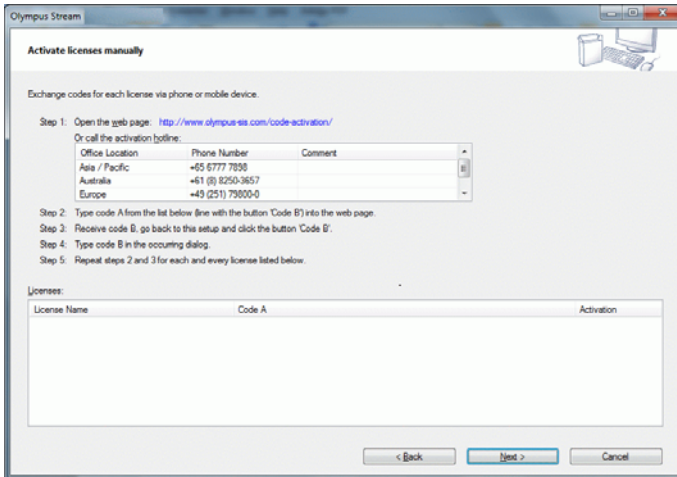 Olympus Stream
Activate licenses manually
Exchange codes for each license via phone or mobile device.
Step 1: Open the web page: http://www.olympus-sis.com/code-activation/
Or call the activation hotline:
Office Location Phone Number Comment
Asia / Pacific +65 6777 7898
Australia +61 (8) 8250-3657
Europe +49 (251) 79800-0
Step 2: Type code A from the list below (line with the button 'Code B') into the web page.
Step 3: Receive code B, go back to this setup and click the button 'Code B'.
Step 4: Type code B in the occurring dialog.
Step 5: Repeat steps 2 and 3 for each and every license listed below.
Licenses:
License Name Code A Activation
< Back Next > Cancel